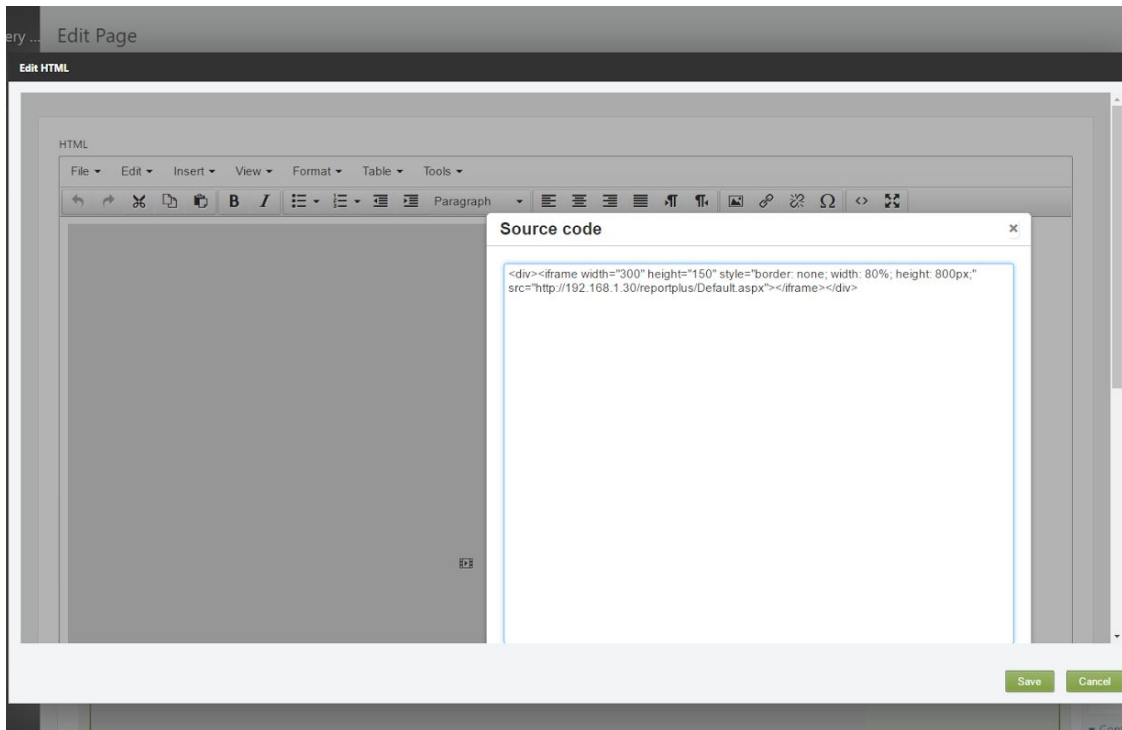 ery ... Edit Page
Edit HTML
HTML
File Edit Insert View Format Table Tools
B I Paragraph Ω <>
Source code ×
<div><iframe width="300" height="150" style="border: none; width: 80%; height: 800px;"
src="http://192.168.1.30/reportplus/Default.aspx"></iframe></div>
Save Cancel